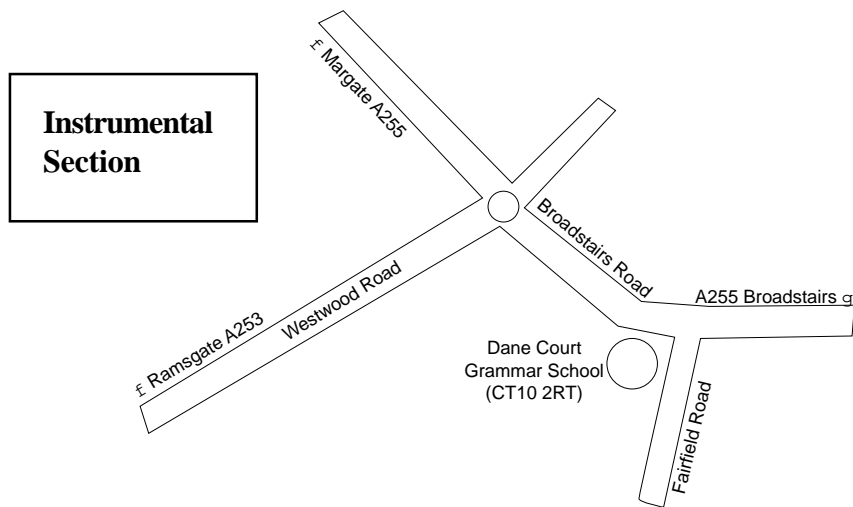 Instrumental
Section
f Margate A255
Broadstairs Road
A255 Broadstairs g
f Ramsgate A253
Westwood Road
Dane Court
Grammar School
(CT10 2RT)
Fairfield Road